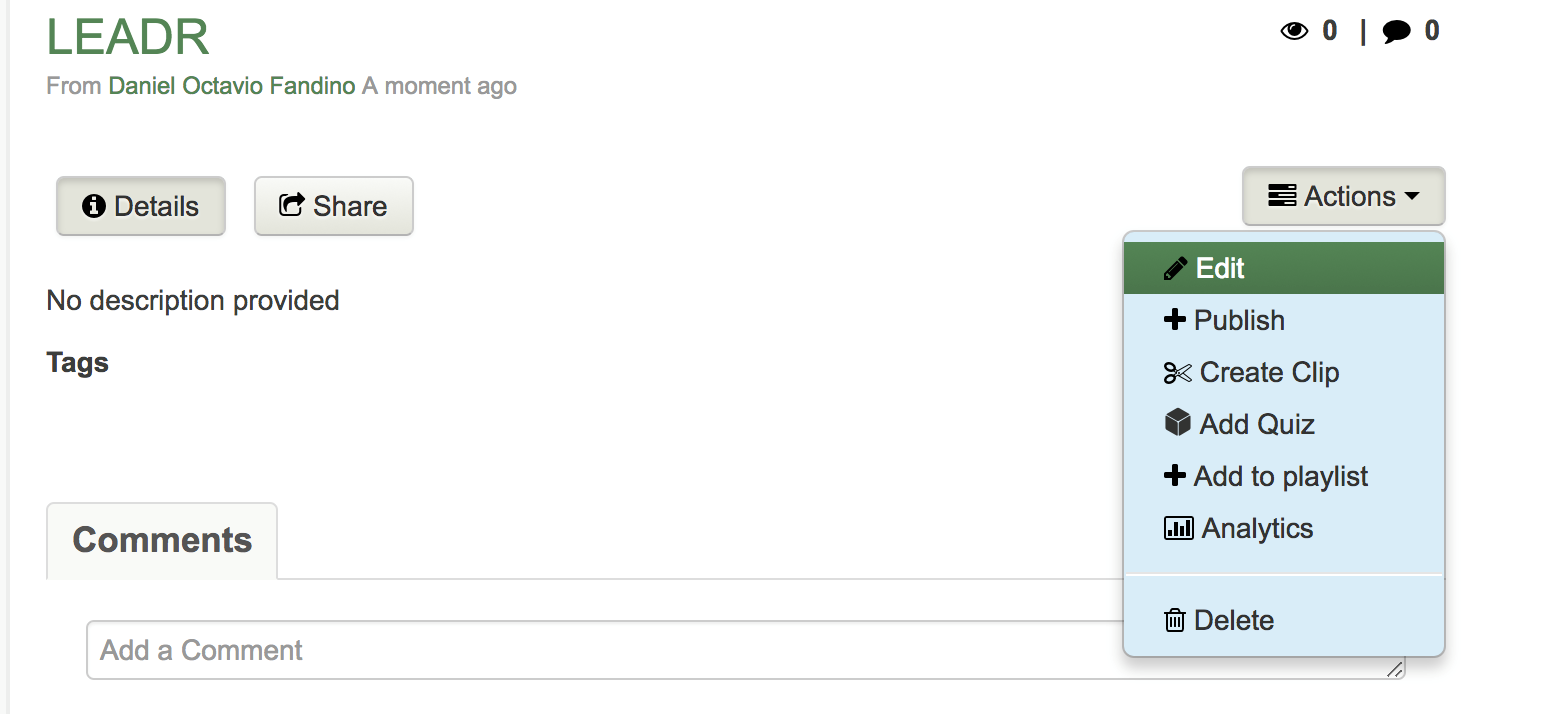 LEADR
0 | 0
From Daniel Octavio Fandino A moment ago
Details
Share
Actions
Edit
Publish
Create Clip
Add Quiz
Add to playlist
Analytics
Delete
No description provided
Tags
Comments
Add a Comment